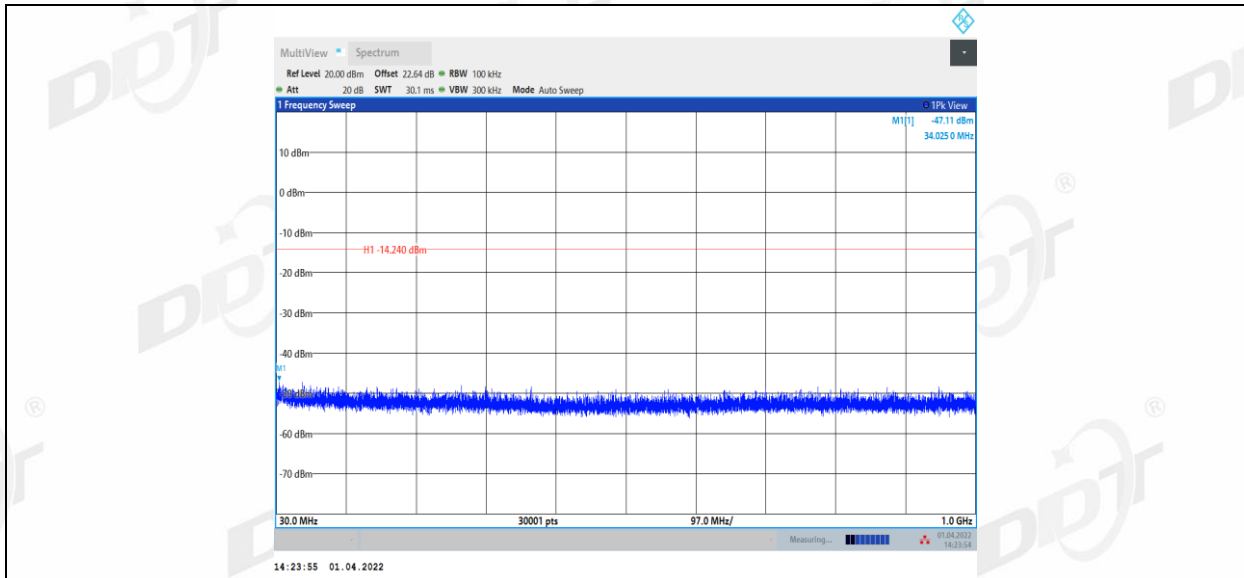 MultiView Spectrum
Ref Level 20.00 dBm Offset 22.64 dB RBW 100 kHz
Att 20 dB SWT 30.1 ms VBW 300 kHz Mode Auto Sweep
1 Frequency Sweep 1Pk View
M1[1] -47.11 dBm
34.025 0 MHz
10 dBm
0 dBm
-10 dBm
H1 -14.240 dBm
-20 dBm
-30 dBm
-40 dBm
M1
-60 dBm
-70 dBm
30.0 MHz 30001 pts 97.0 MHz/ 1.0 GHz
Measuring... 01.04.2022
14:23:54
14:23:55 01.04.2022
DDT
®